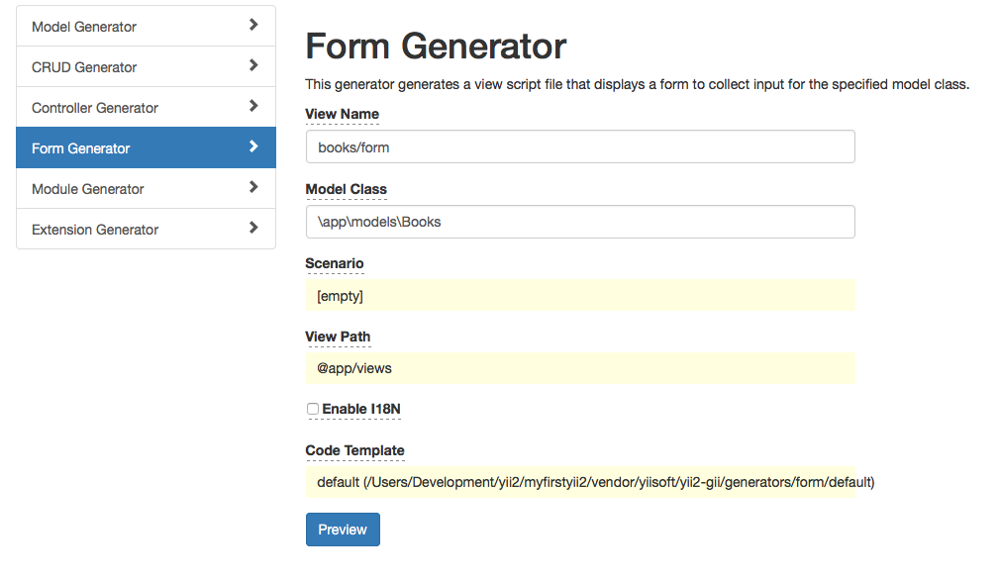 Model Generator
CRUD Generator
Controller Generator
Form Generator
Module Generator
Extension Generator
Form Generator
This generator generates a view script file that displays a form to collect input for the specified model class.
View Name
books/form
Model Class
\app\models\Books
Scenario
[empty]
View Path
@app/views
Enable I18N
Code Template
default (/Users/Development/yii2/myfirstyii2/vendor/yiisoft/yii2-gii/generators/form/default)
Preview